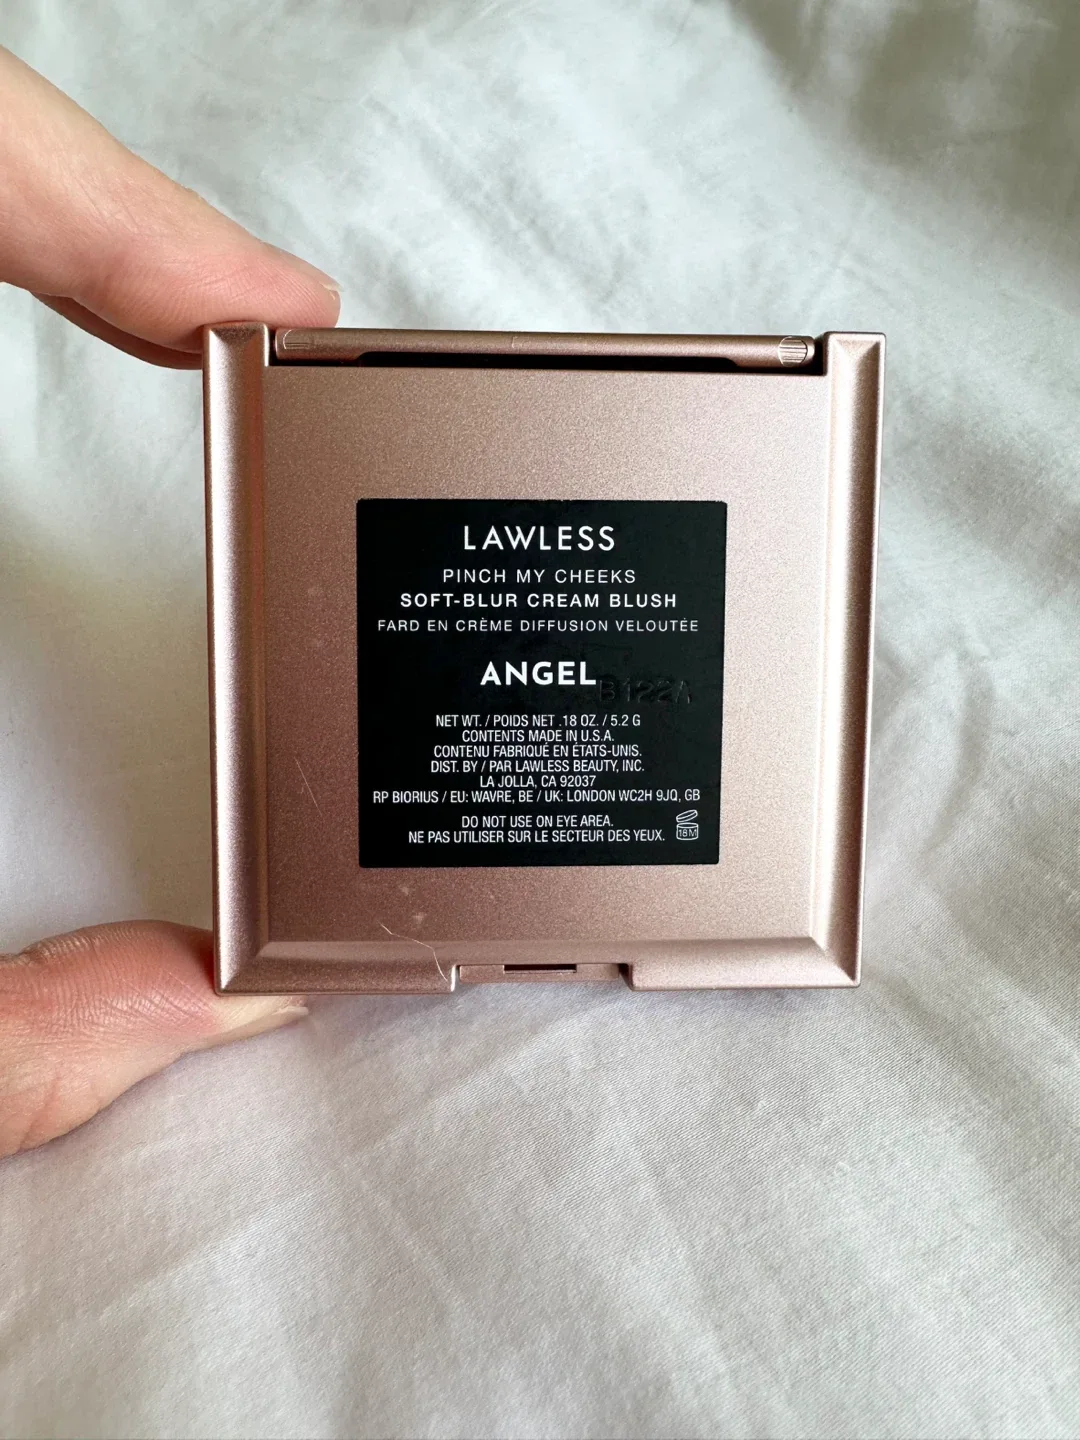 LAWLESS
PINCH MY CHEEKS
SOFT-BLUR CREAM BLUSH
FARD EN CRÈME DIFFUSION VELOUTÉE
ANGEL
B122A
NET WT. / POIDS NET .18 OZ. / 5.2 G
CONTENTS MADE IN U.S.A.
CONTENU FABRIQUÉ EN ÉTATS-UNIS.
DIST. BY / PAR LAWLESS BEAUTY, INC.
LA JOLLA, CA 92037
RP BIORIUS / EU: WAVRE, BE / UK: LONDON WC2H 9JQ, GB
DO NOT USE ON EYE AREA.
NE PAS UTILISER SUR LE SECTEUR DES YEUX.
18M